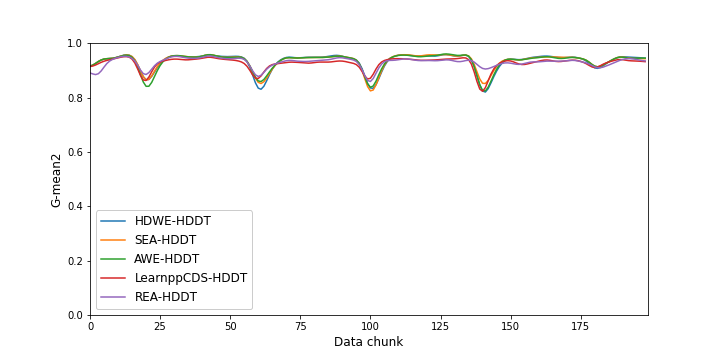 1.0
0.8
0.6
0.4
0.2
0.0
G-mean2
HDWE-HDDT
SEA-HDDT
AWE-HDDT
LearnppCDS-HDDT
REA-HDDT
0 25 50 75 100 125 150 175
Data chunk